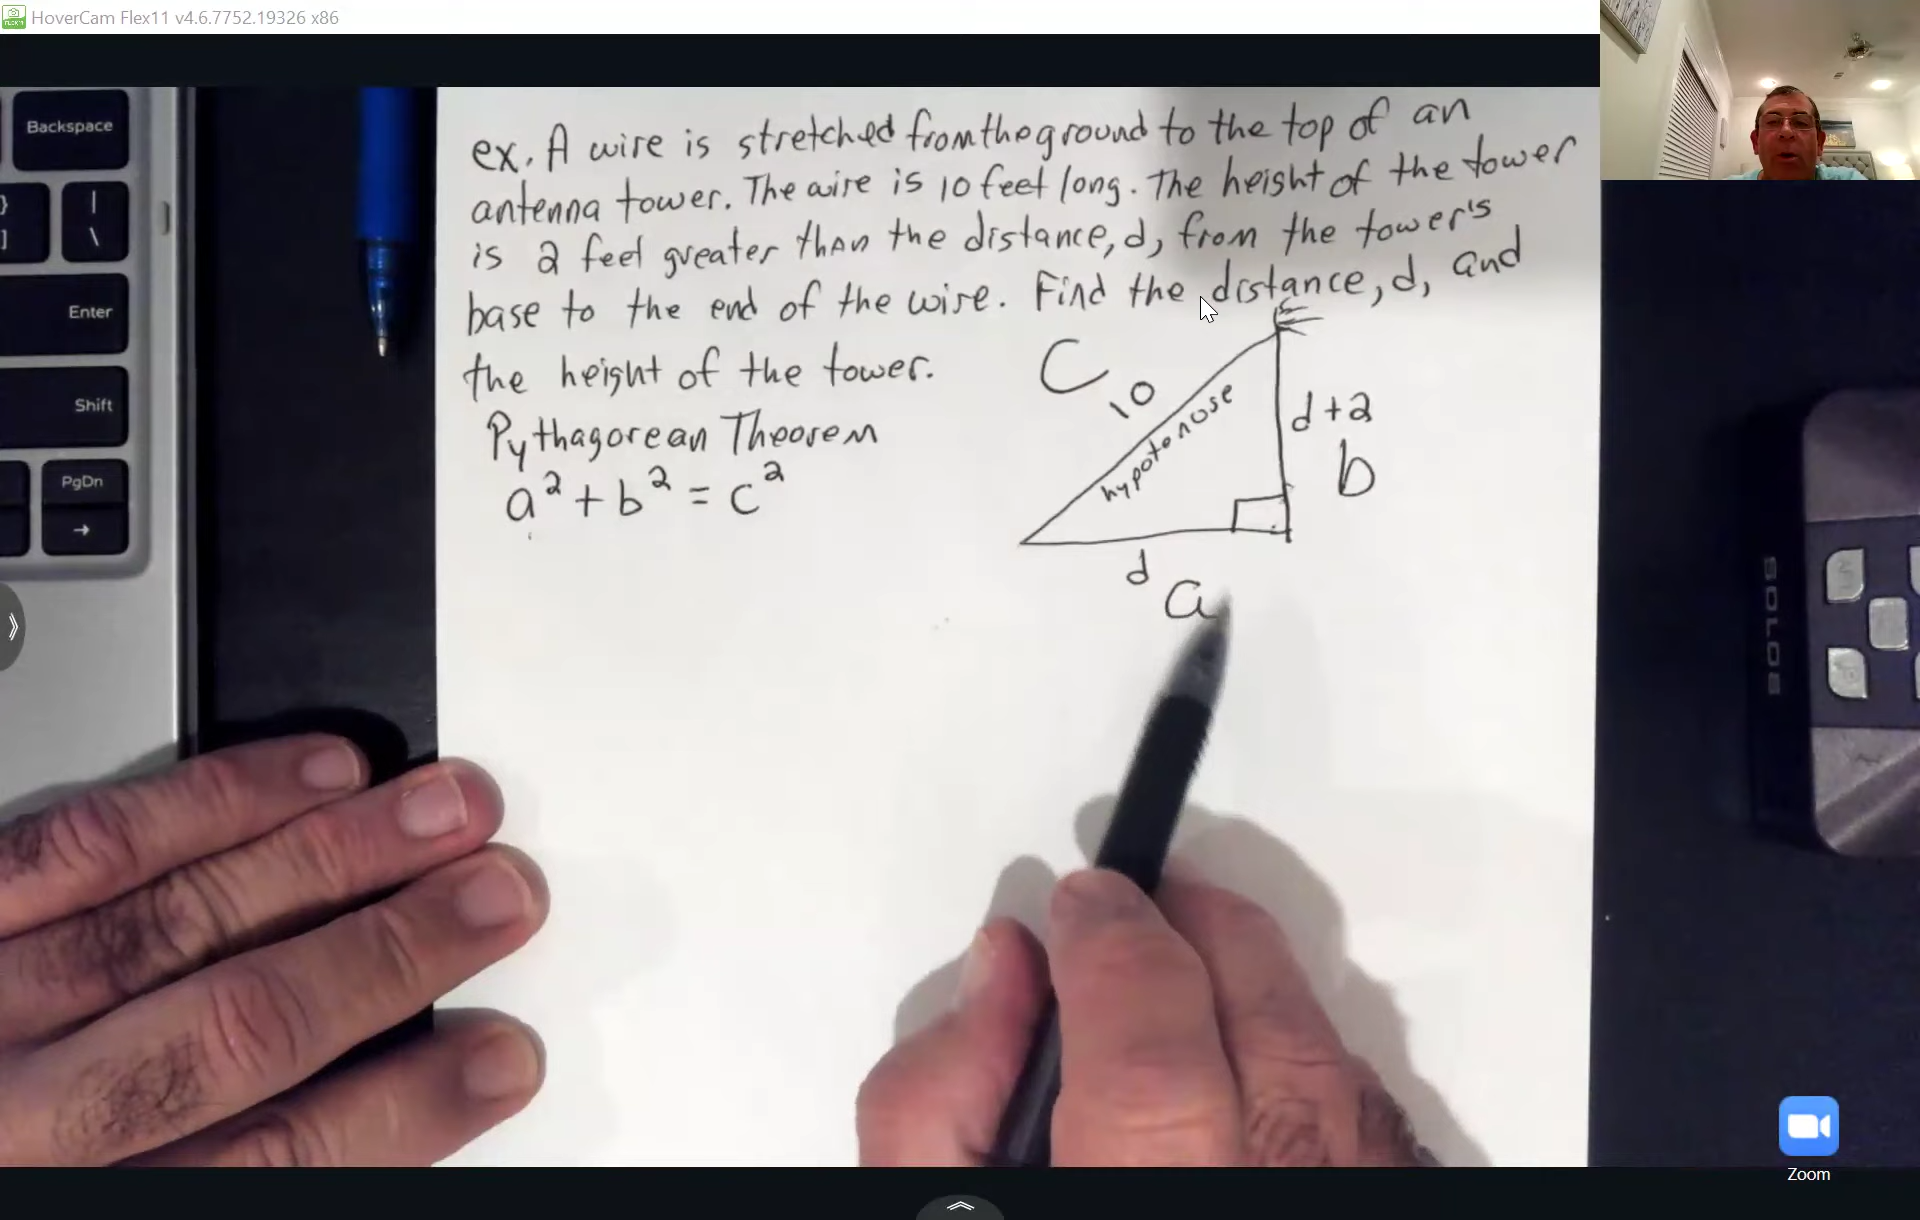 HoverCam Flex11 v4.6.7752.19326 x86
ex. A wire is stretched from the ground to the top of an
antenna tower. The wire is 10 feet long. The height of the tower
is 2 feet greater than the distance, d, from the tower's
base to the end of the wire. Find the distance, d, and
the height of the tower.
Pythagorean Theorem
a² + b² = c²
C
10
hypotenuse
d+2
b
d
a
Backspace
}
]
|
\
Enter
Shift
PgDn
→
SOLO8
Zoom